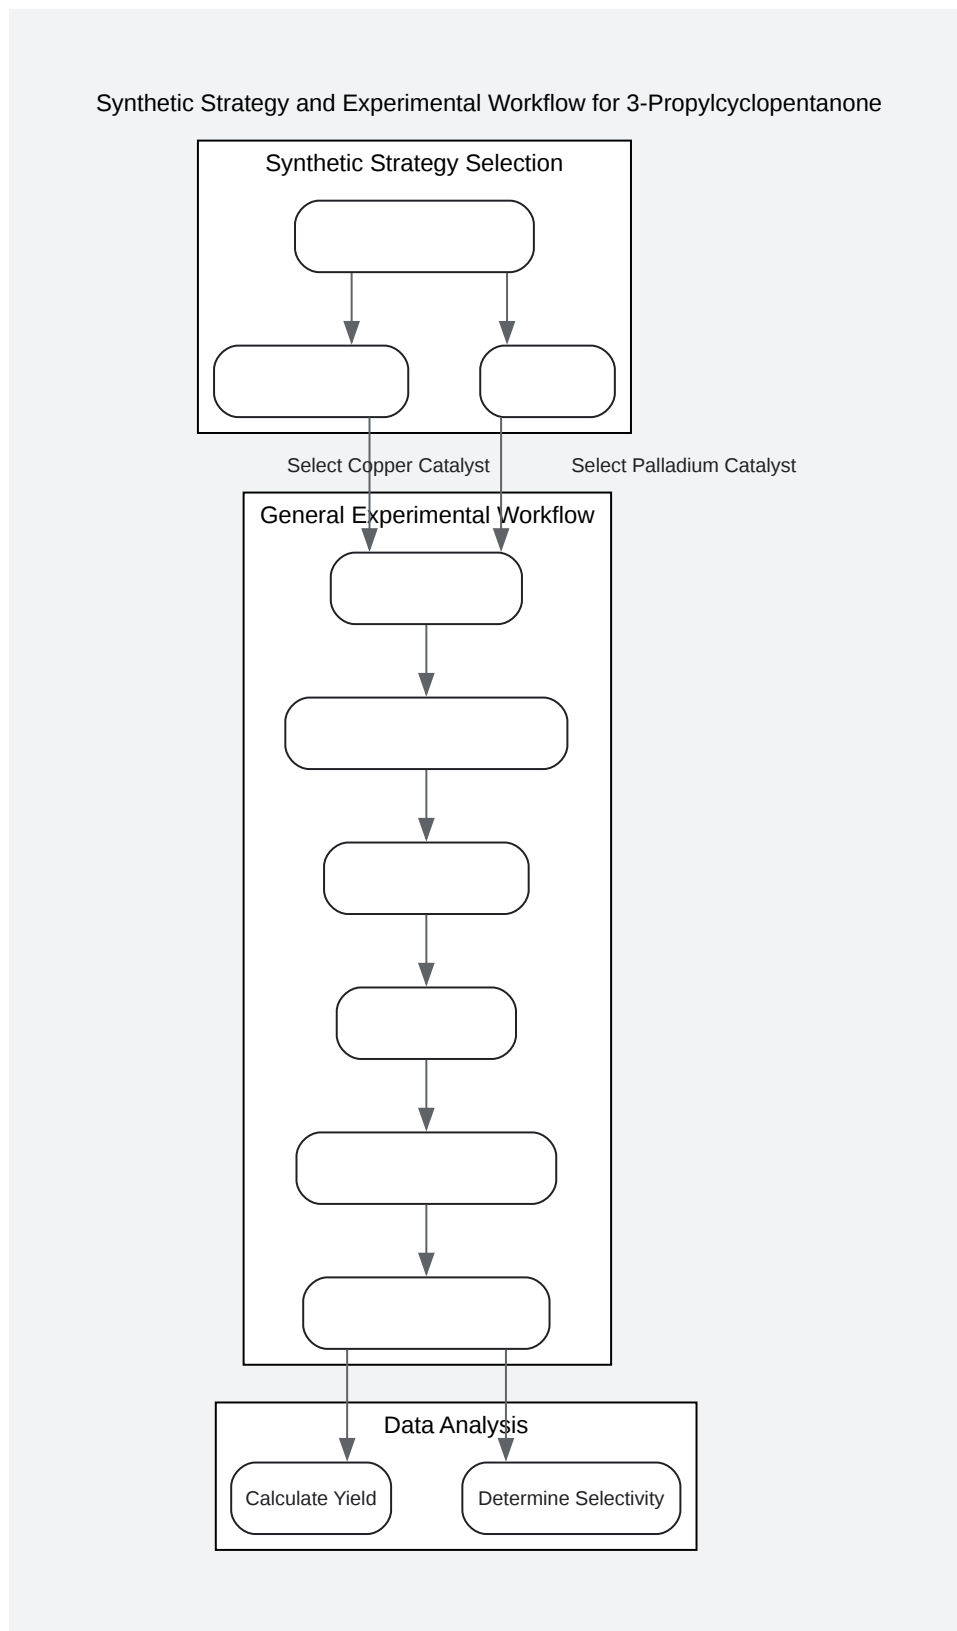 Synthetic Strategy and Experimental Workflow for 3-Propylcyclopentanone
Synthetic Strategy Selection
Select Copper Catalyst
Select Palladium Catalyst
General Experimental Workflow
Data Analysis
Calculate Yield
Determine Selectivity